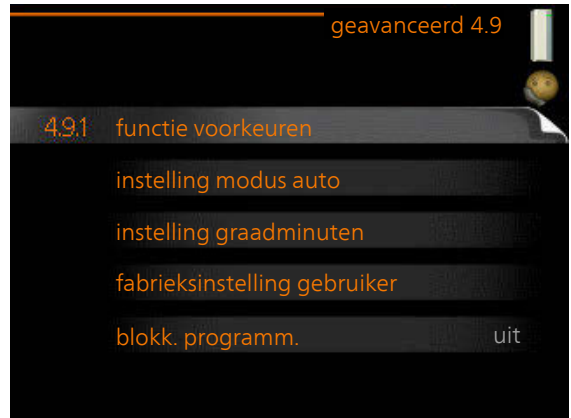 geavanceerd 4.9
4.9.1 functie voorkeuren
instelling modus auto
instelling graadminuten
fabrieksinstelling gebruiker
blokk. programm. uit